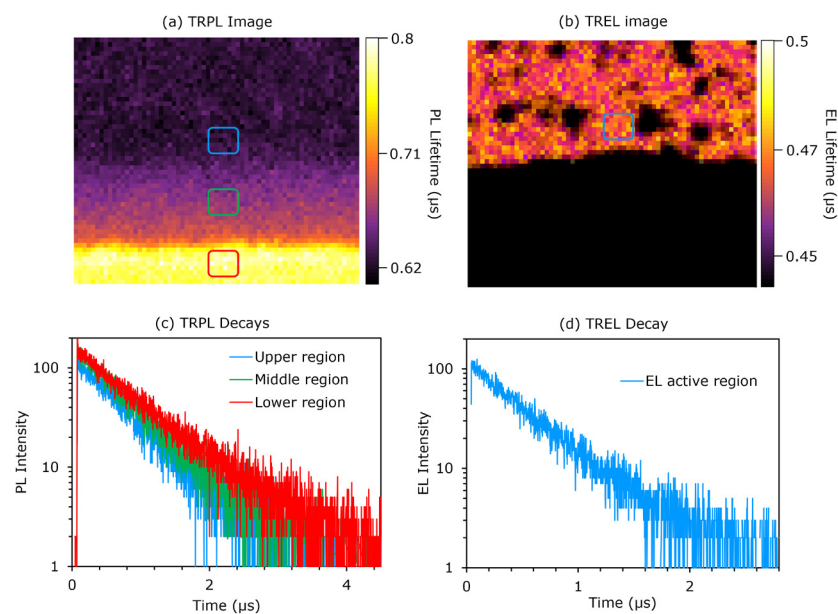 (a) TRPL Image
0.8
0.71
0.62
PL Lifetime (µs)
(b) TREL image
0.5
0.47
0.45
EL Lifetime (µs)
(c) TRPL Decays
100
10
1
PL Intensity
Upper region
Middle region
Lower region
0
2
4
Time (µs)
(d) TREL Decay
100
10
1
EL Intensity
EL active region
0
1
2
Time (µs)